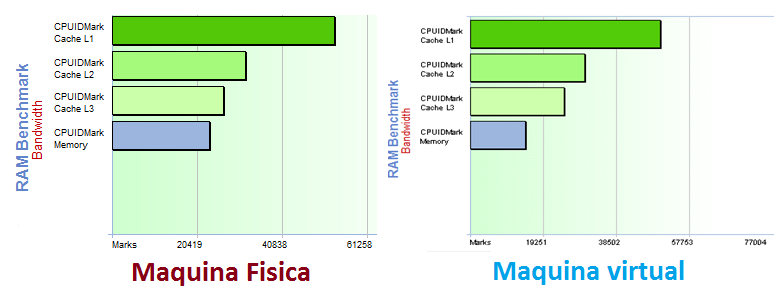 CPUIDMark
Cache L1
CPUIDMark
Cache L2
CPUIDMark
Cache L3
CPUIDMark
Memory
RAM Benchmark
Bandwidth
Marks 20419 40838 61258
Maquina Fisica
CPUIDMark
Cache L1
CPUIDMark
Cache L2
CPUIDMark
Cache L3
CPUIDMark
Memory
RAM Benchmark
Bandwidth
Marks 19251 38502 57753 77004
Maquina virtual